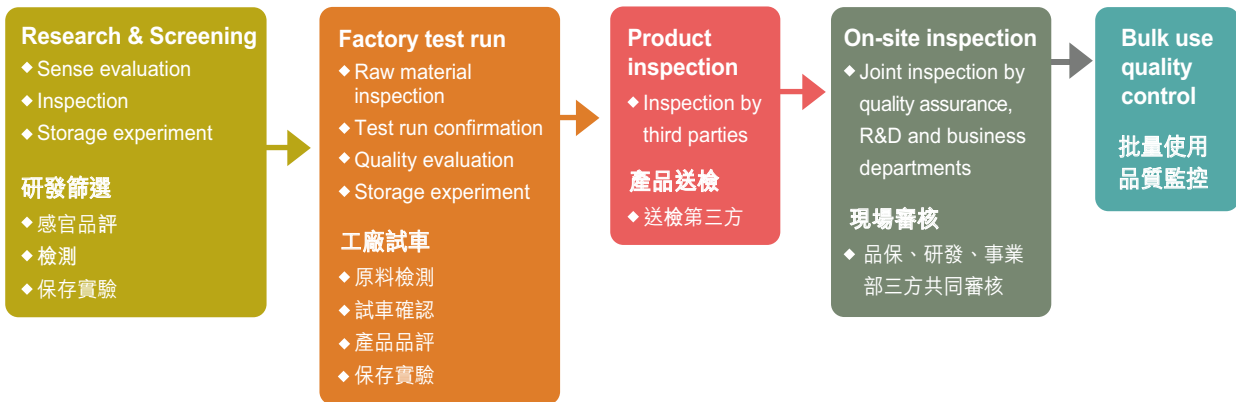 Research & Screening
◆ Sense evaluation
◆ Inspection
◆ Storage experiment
研發篩選
◆ 感官品評
◆ 檢測
◆ 保存實驗
Factory test run
◆ Raw material
inspection
◆ Test run confirmation
◆ Quality evaluation
◆ Storage experiment
工廠試車
◆ 原料檢測
◆ 試車確認
◆ 產品品評
◆ 保存實驗
Product
inspection
◆ Inspection by
third parties
產品送檢
◆ 送檢第三方
On-site inspection
◆ Joint inspection by
quality assurance,
R&D and business
departments
現場審核
◆ 品保、研發、事業
部三方共同審核
Bulk use
quality
control
批量使用
品質監控